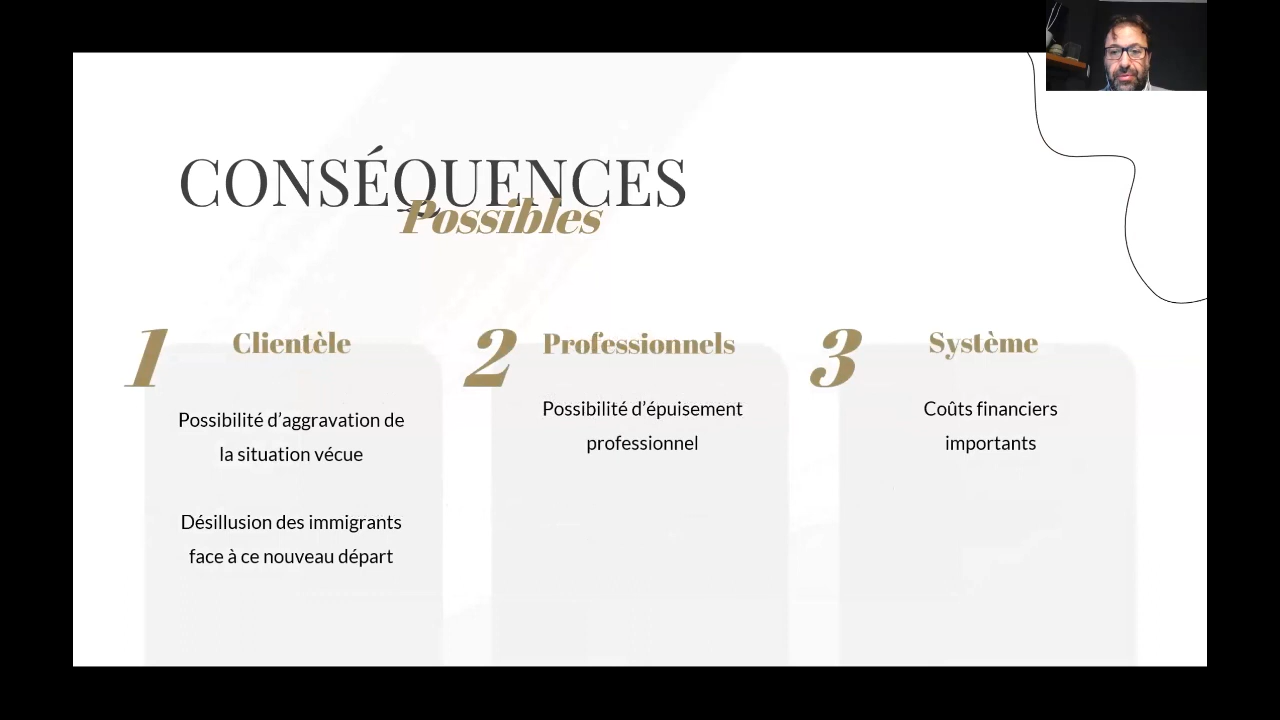 CONSÉQUENCES
Possibles
1 Clientèle
Possibilité d’aggravation de
la situation vécue
Désillusion des immigrants
face à ce nouveau départ
2 Professionnels
Possibilité d’épuisement
professionnel
3 Système
Coûts financiers
importants